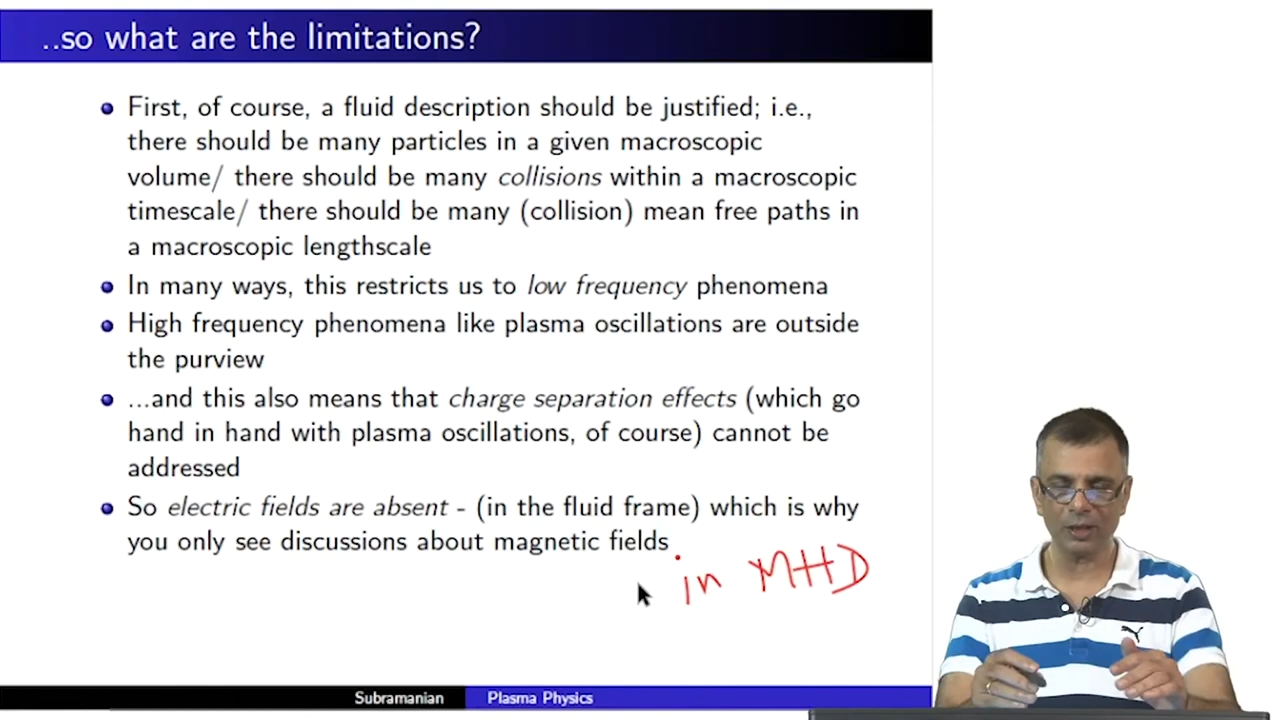 ..so what are the limitations?
First, of course, a fluid description should be justified; i.e.,
there should be many particles in a given macroscopic
volume/ there should be many collisions within a macroscopic
timescale/ there should be many (collision) mean free paths in
a macroscopic lengthscale
In many ways, this restricts us to low frequency phenomena
High frequency phenomena like plasma oscillations are outside
the purview
...and this also means that charge separation effects (which go
hand in hand with plasma oscillations, of course) cannot be
addressed
So electric fields are absent - (in the fluid frame) which is why
you only see discussions about magnetic fields
in MHD
Subramanian Plasma Physics